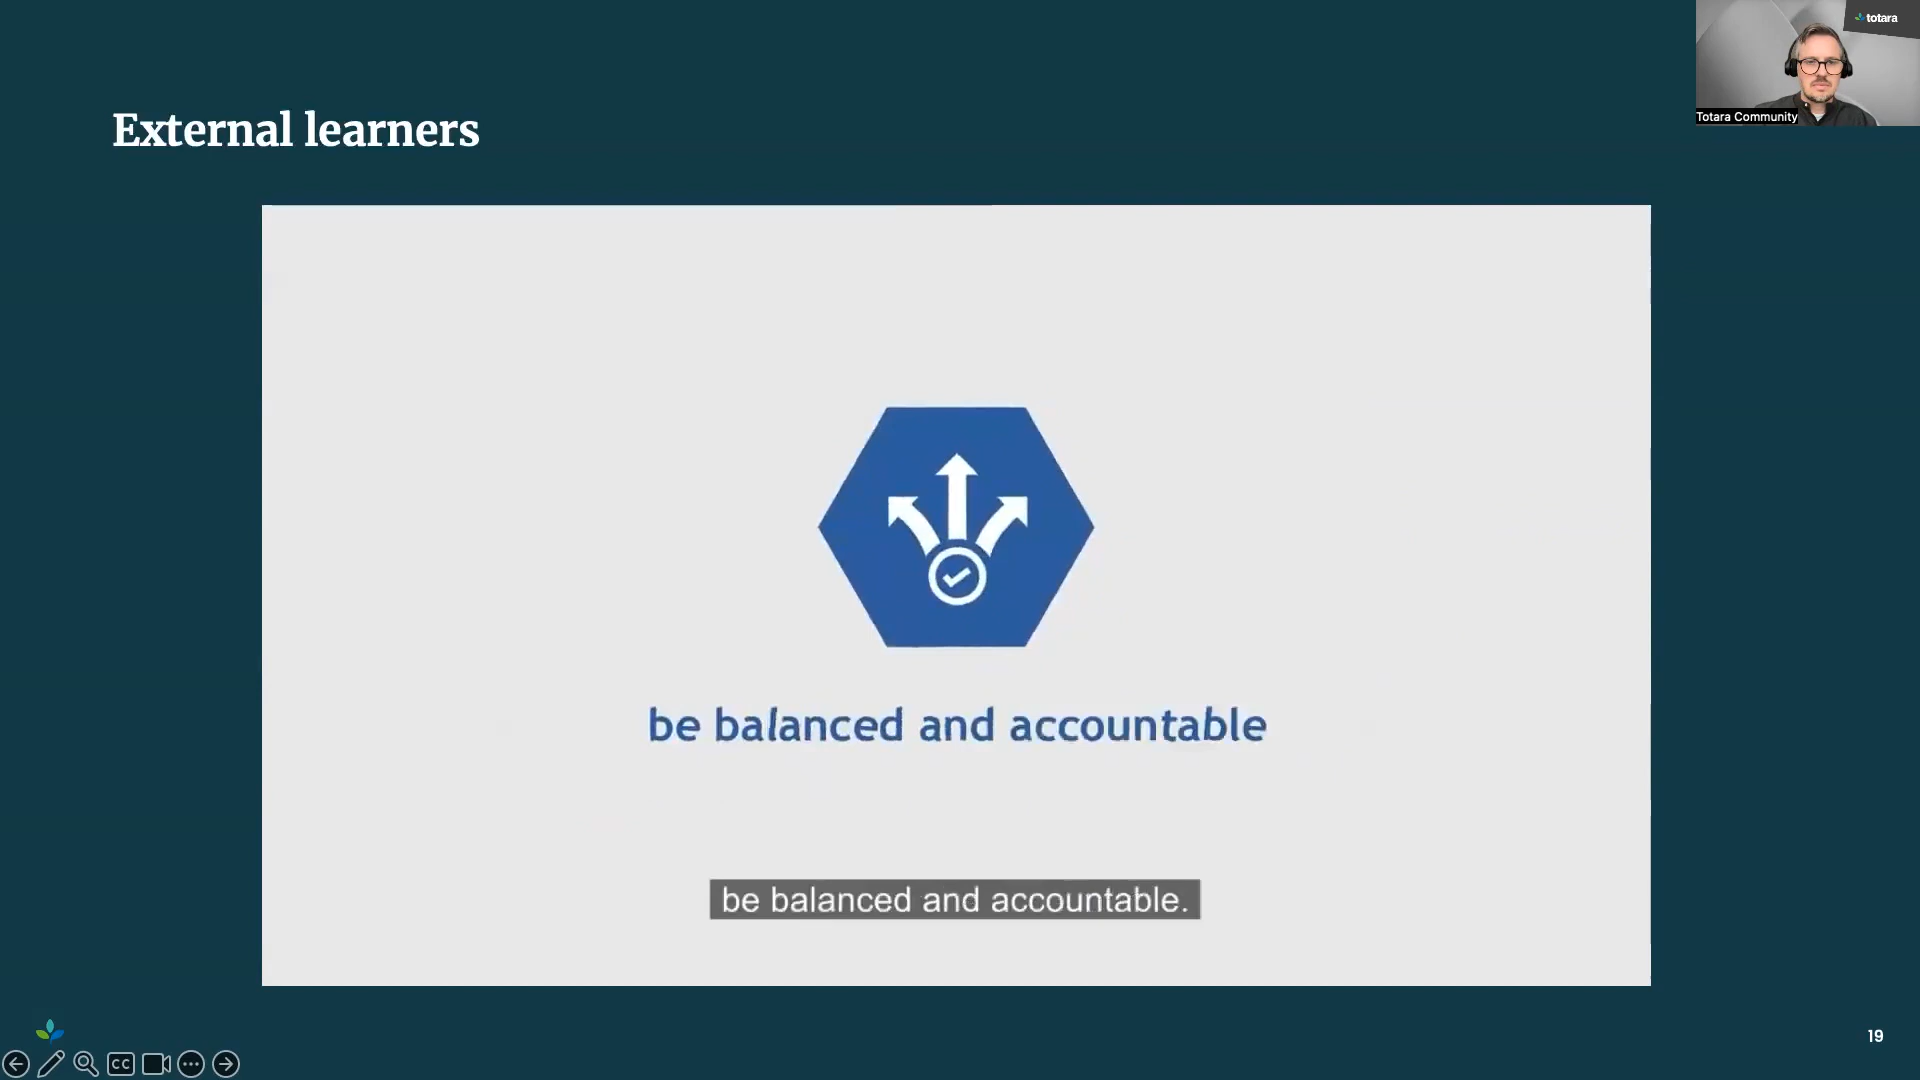 totara
Totara Community
External learners
be balanced and accountable
be balanced and accountable.
19
CC